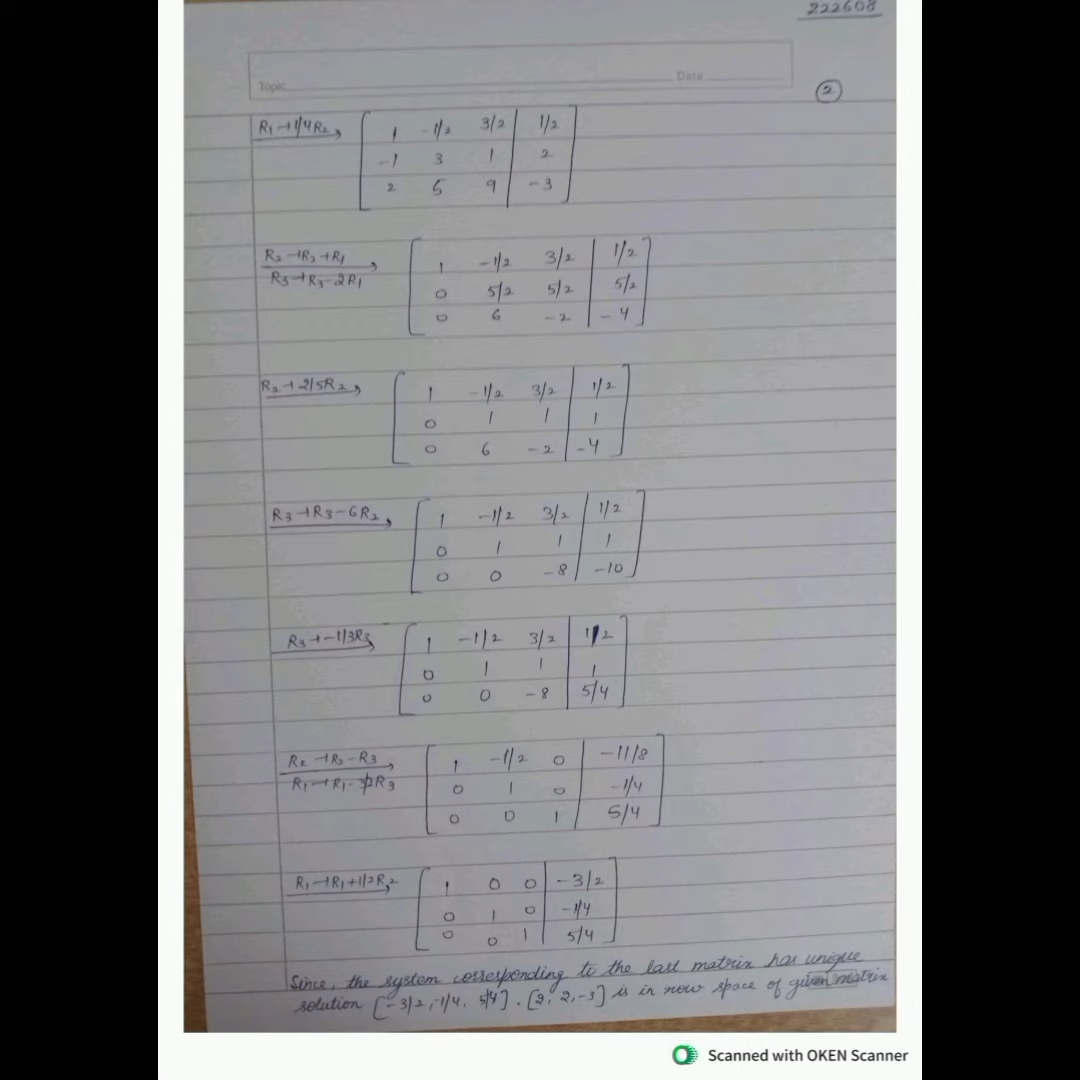 222608
Topic
Date
2
R₁→1/4R₂
1 -1/2 3/2 | 1/2
-1 3 1 | 2
2 5 9 | -3
R₂→R₂+R₁
R₃→R₃-2R₁
1 -1/2 3/2 | 1/2
0 5/2 5/2 | 5/2
0 6 -2 | -4
R₂→2/5R₂
1 -1/2 3/2 | 1/2
0 1 1 | 1
0 6 -2 | -4
R₃→R₃-6R₂
1 -1/2 3/2 | 1/2
0 1 1 | 1
0 0 -8 | -10
R₃→-1/3R₃
1 -1/2 3/2 | 1/2
0 1 1 | 1
0 0 -8 | 5/4
R₂→R₂-R₃
R₁→R₁-3/2R₃
1 -1/2 0 | -11/8
0 1 0 | -1/4
0 0 1 | 5/4
R₁→R₁+1/2R₂
1 0 0 | -3/2
0 1 0 | -1/4
0 0 1 | 5/4
Since, the system corresponding to the last matrix has unique
solution [-3/2, -1/4, 5/4], [2, 2, -3] is in row space of given matrix
Scanned with OKEN Scanner